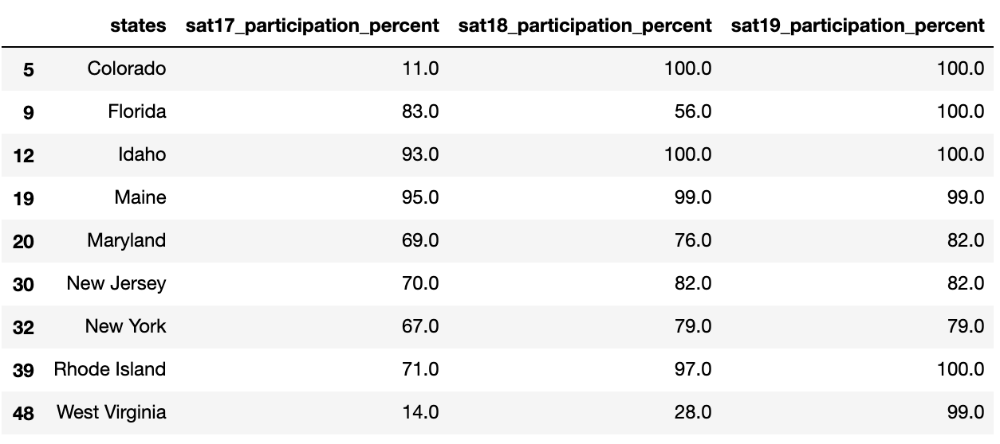 states sat17_participation_percent sat18_participation_percent sat19_participation_percent
5 Colorado 11.0 100.0 100.0
9 Florida 83.0 56.0 100.0
12 Idaho 93.0 100.0 100.0
19 Maine 95.0 99.0 99.0
20 Maryland 69.0 76.0 82.0
30 New Jersey 70.0 82.0 82.0
32 New York 67.0 79.0 79.0
39 Rhode Island 71.0 97.0 100.0
48 West Virginia 14.0 28.0 99.0